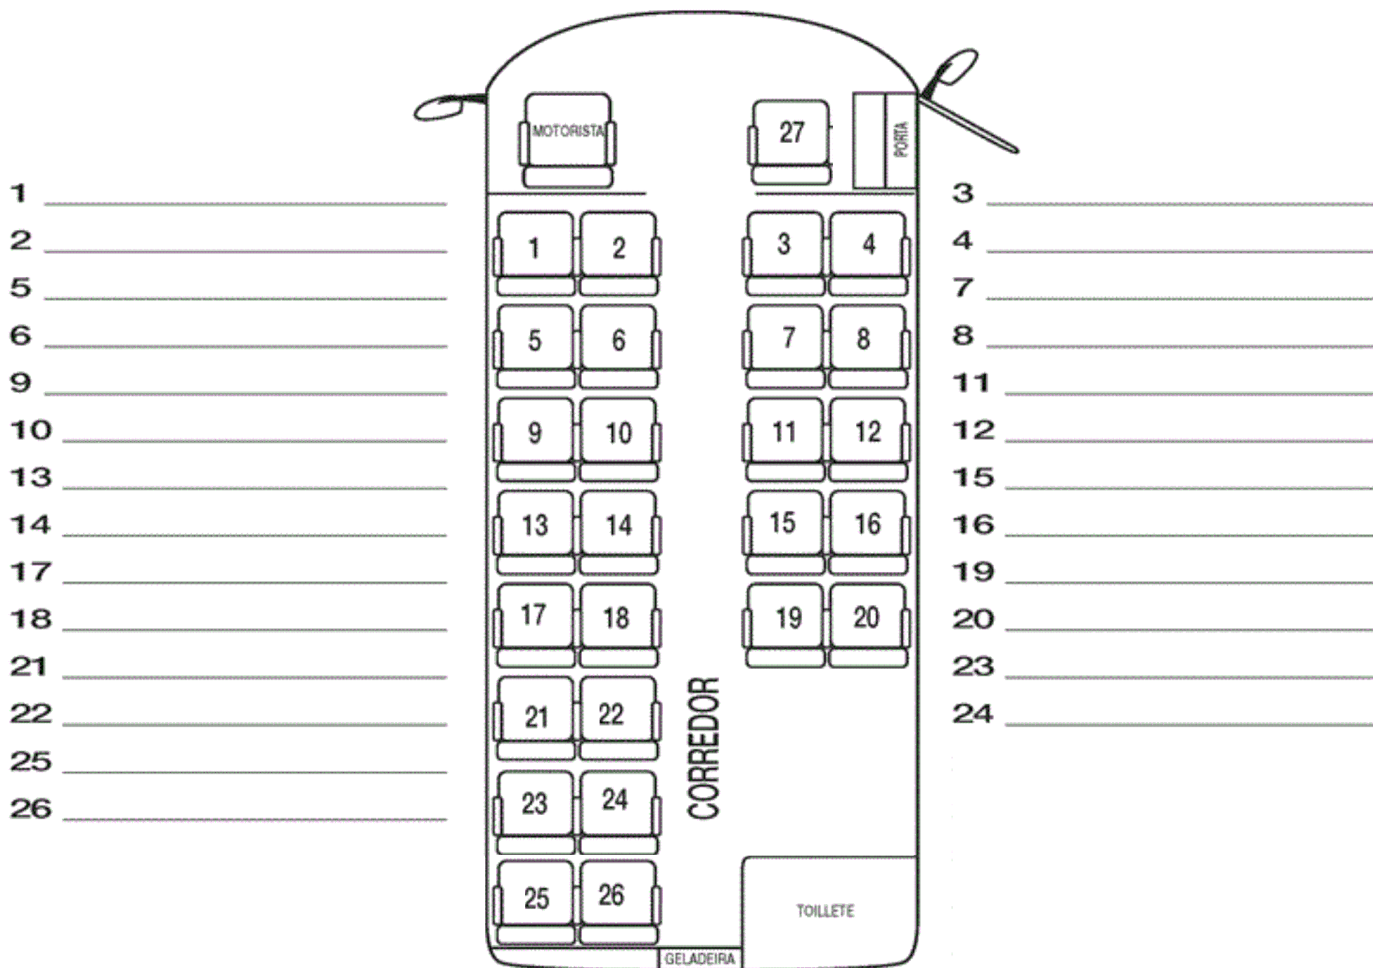 MOTORISTA 27 PORTA
1 3
1 2 3 4
2 4
5 7
5 6 7 8
6 8
9 11
9 10 11 12
10 12
13 15
13 14 15 16
14 16
17 19
17 18 19 20
18 20
21 23
21 22
22 24
CORREDOR
25
23 24
26
25 26
TOILLETE
GELADEIRA